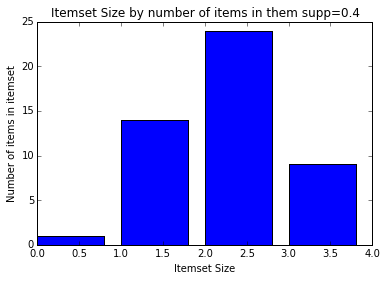 Itemset Size by number of items in them supp=0.4
Number of items in itemset
25
20
15
10
5
0
0.0 0.5 1.0 1.5 2.0 2.5 3.0 3.5 4.0
Itemset Size